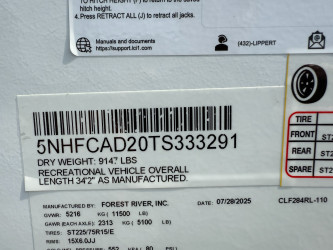 hitch height.
4. Press RETRACT ALL (J) to retract all jacks.
Manuals and documents
https://support.lci1.com
(432)-LIPPERT
5NHFCAD20TS333291
DRY WEIGHT: 9147 LBS
RECREATIONAL VEHICLE OVERALL
LENGTH 34'2" AS MANUFACTURED.
TIRE
FRONT ST2
REAR ST2
SPARE ST2
MANUFACTURED BY: FOREST RIVER, INC. DATE: 07/28/2025 CLF284RL-110
GVWR: 5216 KG ( 11500 LB)
GAWR (EACH AXLE): 2313 KG ( 5100 LB)
TIRES: ST225/75R15/E
RIMS: 15X6.0JJ